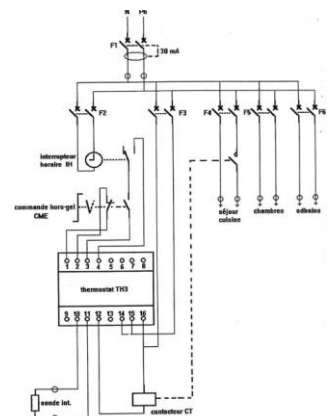 N Ph
F1
30 mA
F2
F3
F4
F5
F6
interrupteur
horaire IH
commande hors-gel
CME
séjour
cuisine
chambres
sdbains
1 2 3 4 5 6 7 8
thermostat TH3
9 10 11 12 13 14 15 16
sonde int.
contacteur CT